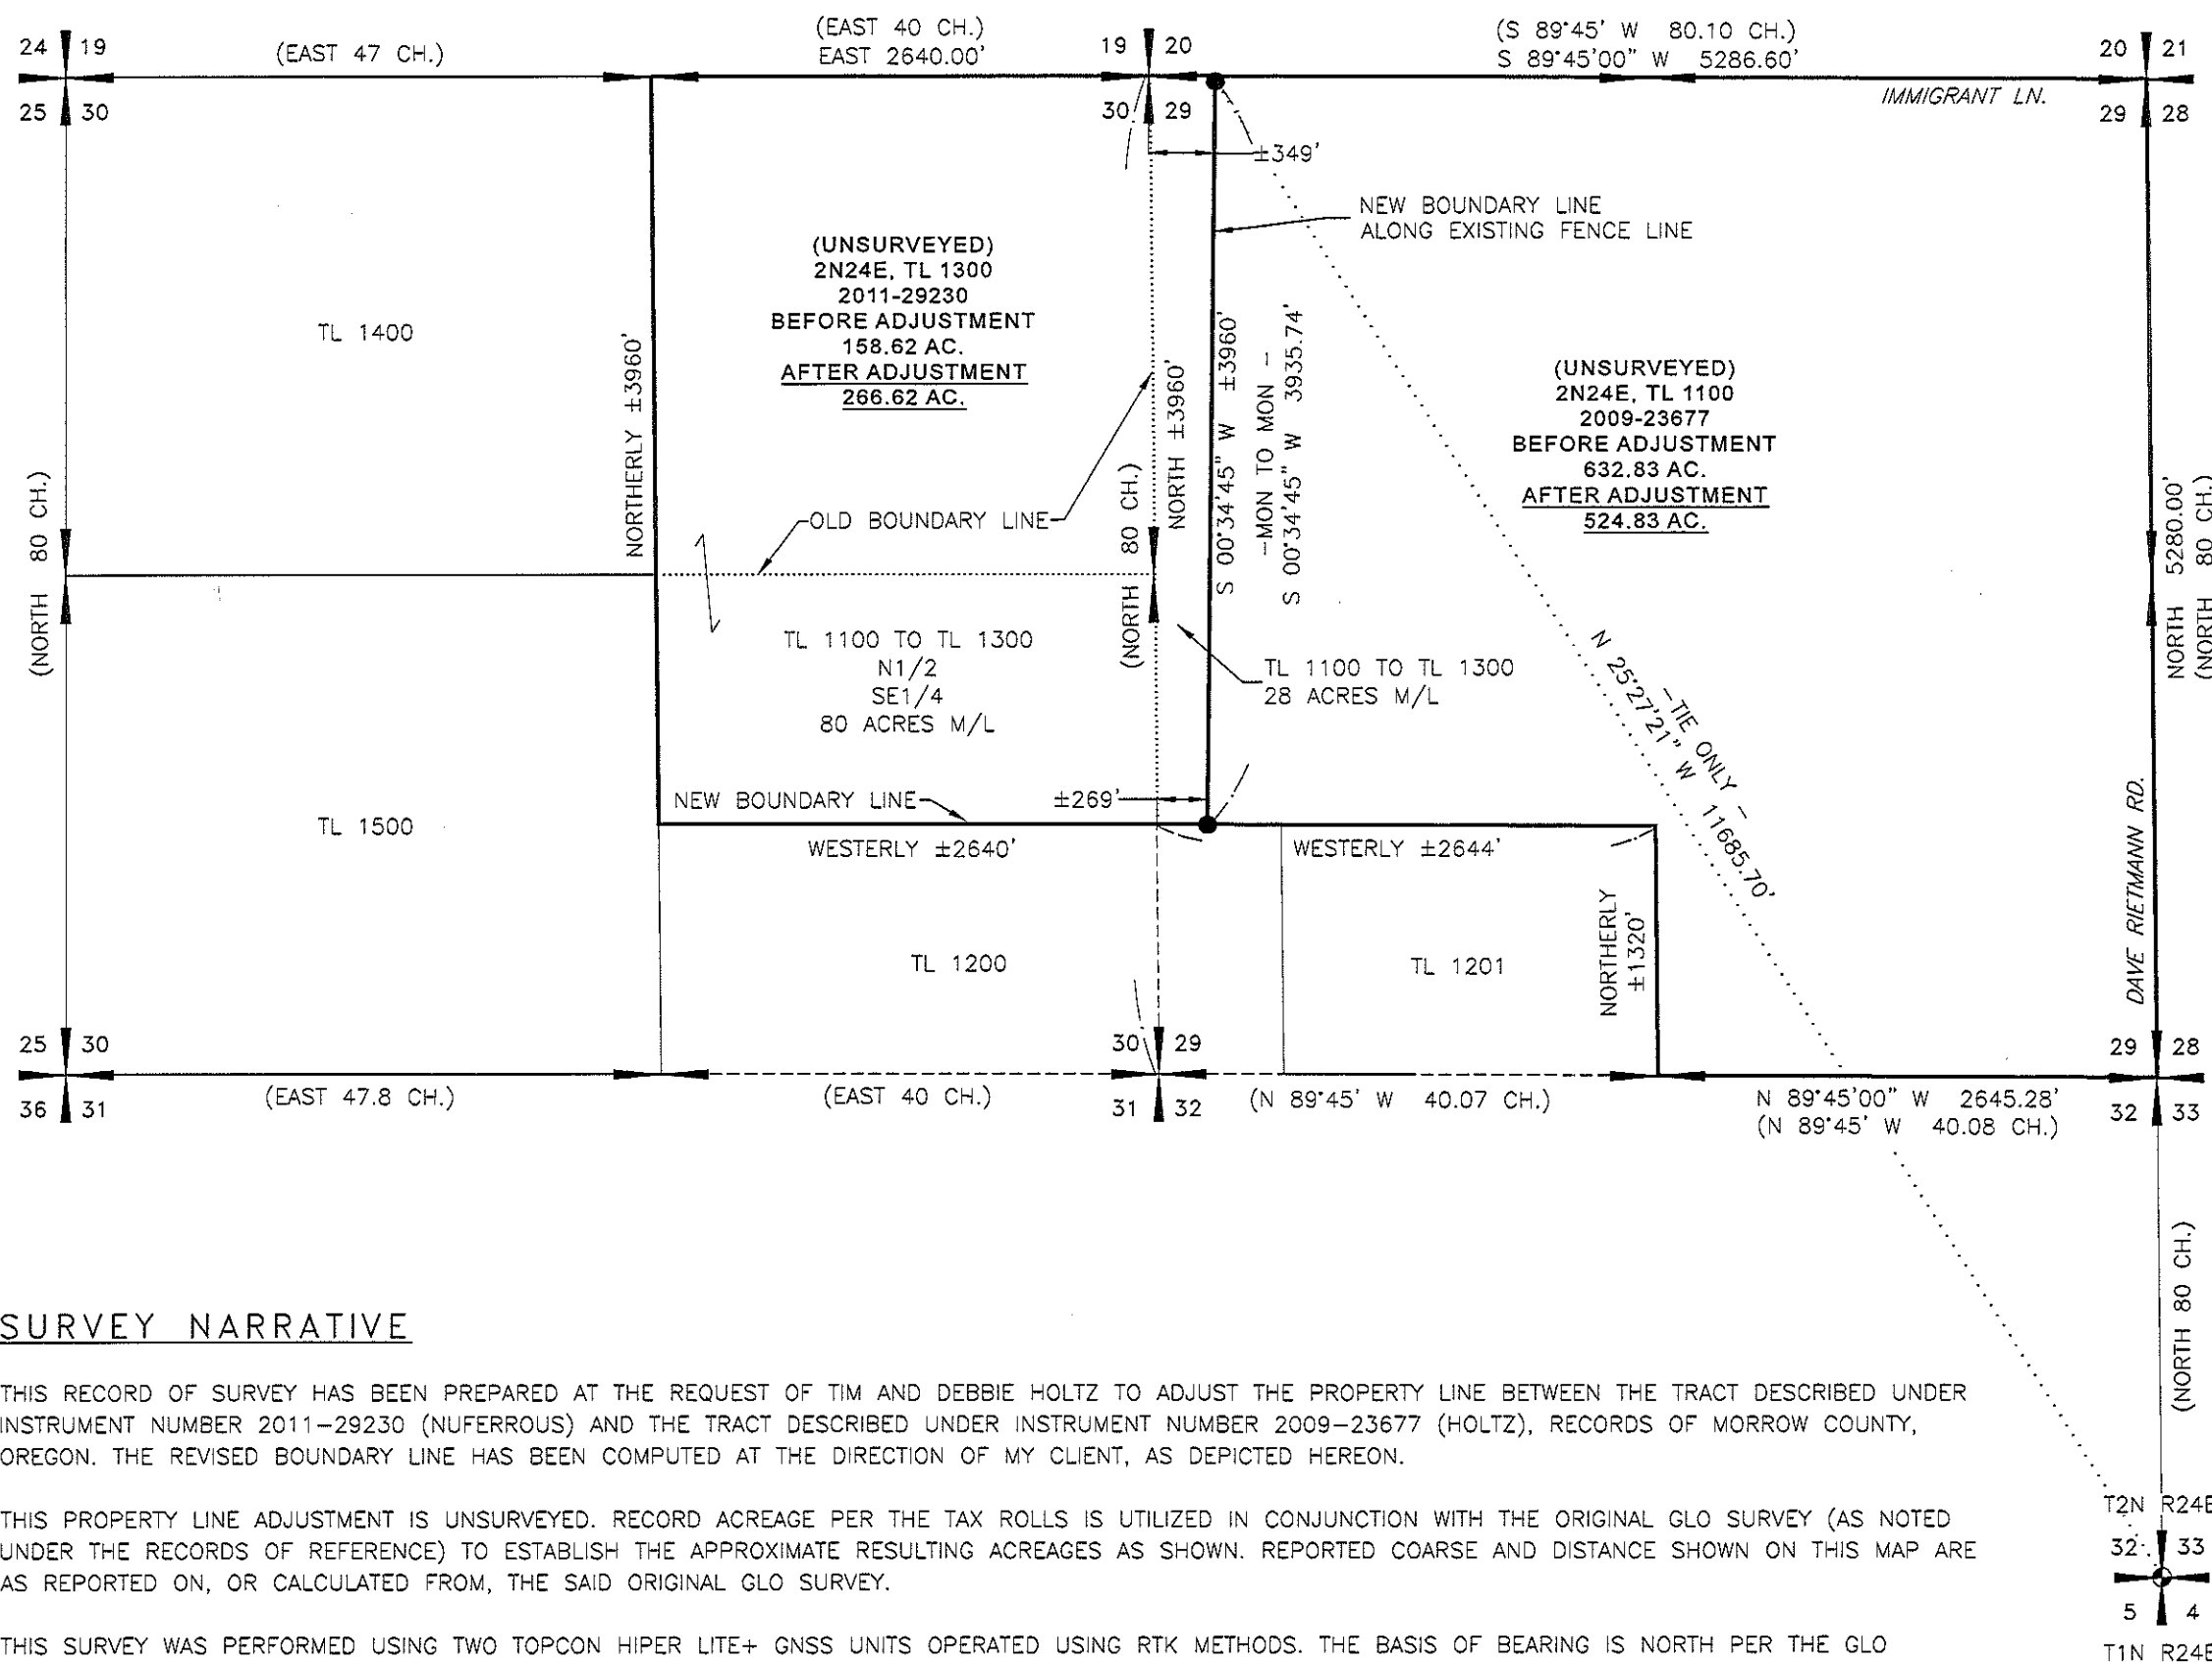 24 19
(EAST 47 CH.)
(EAST 40 CH.)
EAST 2640.00'
19 20
(S 89°45' W 80.10 CH.)
S 89°45'00" W 5286.60'
20 21
25 30
30 29
IMMIGRANT LN.
29 28
±349'
NEW BOUNDARY LINE
ALONG EXISTING FENCE LINE
(UNSURVEYED)
2N24E, TL 1300
2011-29230
BEFORE ADJUSTMENT
158.62 AC.
AFTER ADJUSTMENT
266.62 AC.
TL 1400
NORTHERLY ±3960'
NORTH ±3960'
S 00°34'45" W ±3960'
-MON TO MON -
S 00°34'45" W 3935.74'
(UNSURVEYED)
2N24E, TL 1100
2009-23677
BEFORE ADJUSTMENT
632.83 AC.
AFTER ADJUSTMENT
524.83 AC.
(NORTH 80 CH.)
OLD BOUNDARY LINE
(NORTH 80 CH.)
NORTH 5280.00'
(NORTH 80 CH.)
TL 1100 TO TL 1300
N1/2
SE1/4
80 ACRES M/L
TL 1100 TO TL 1300
28 ACRES M/L
-TIE ONLY -
N 25°27'21" W 11685.70'
NEW BOUNDARY LINE
±269'
TL 1500
WESTERLY ±2640'
WESTERLY ±2644'
DAVE RIETMANN RD.
NORTHERLY
±1320'
TL 1200
TL 1201
25 30
30 29
29 28
36 31
(EAST 47.8 CH.)
(EAST 40 CH.)
31 32
(N 89°45' W 40.07 CH.)
N 89°45'00" W 2645.28'
(N 89°45' W 40.08 CH.)
32 33
(NORTH 80 CH.)
SURVEY NARRATIVE
THIS RECORD OF SURVEY HAS BEEN PREPARED AT THE REQUEST OF TIM AND DEBBIE HOLTZ TO ADJUST THE PROPERTY LINE BETWEEN THE TRACT DESCRIBED UNDER
INSTRUMENT NUMBER 2011-29230 (NUFERROUS) AND THE TRACT DESCRIBED UNDER INSTRUMENT NUMBER 2009-23677 (HOLTZ), RECORDS OF MORROW COUNTY,
OREGON. THE REVISED BOUNDARY LINE HAS BEEN COMPUTED AT THE DIRECTION OF MY CLIENT, AS DEPICTED HEREON.
THIS PROPERTY LINE ADJUSTMENT IS UNSURVEYED. RECORD ACREAGE PER THE TAX ROLLS IS UTILIZED IN CONJUNCTION WITH THE ORIGINAL GLO SURVEY (AS NOTED
UNDER THE RECORDS OF REFERENCE) TO ESTABLISH THE APPROXIMATE RESULTING ACREAGES AS SHOWN. REPORTED COARSE AND DISTANCE SHOWN ON THIS MAP ARE
AS REPORTED ON, OR CALCULATED FROM, THE SAID ORIGINAL GLO SURVEY.
THIS SURVEY WAS PERFORMED USING TWO TOPCON HIPER LITE+ GNSS UNITS OPERATED USING RTK METHODS. THE BASIS OF BEARING IS NORTH PER THE GLO
T2N R24E
32 33
5 4
T1N R24E